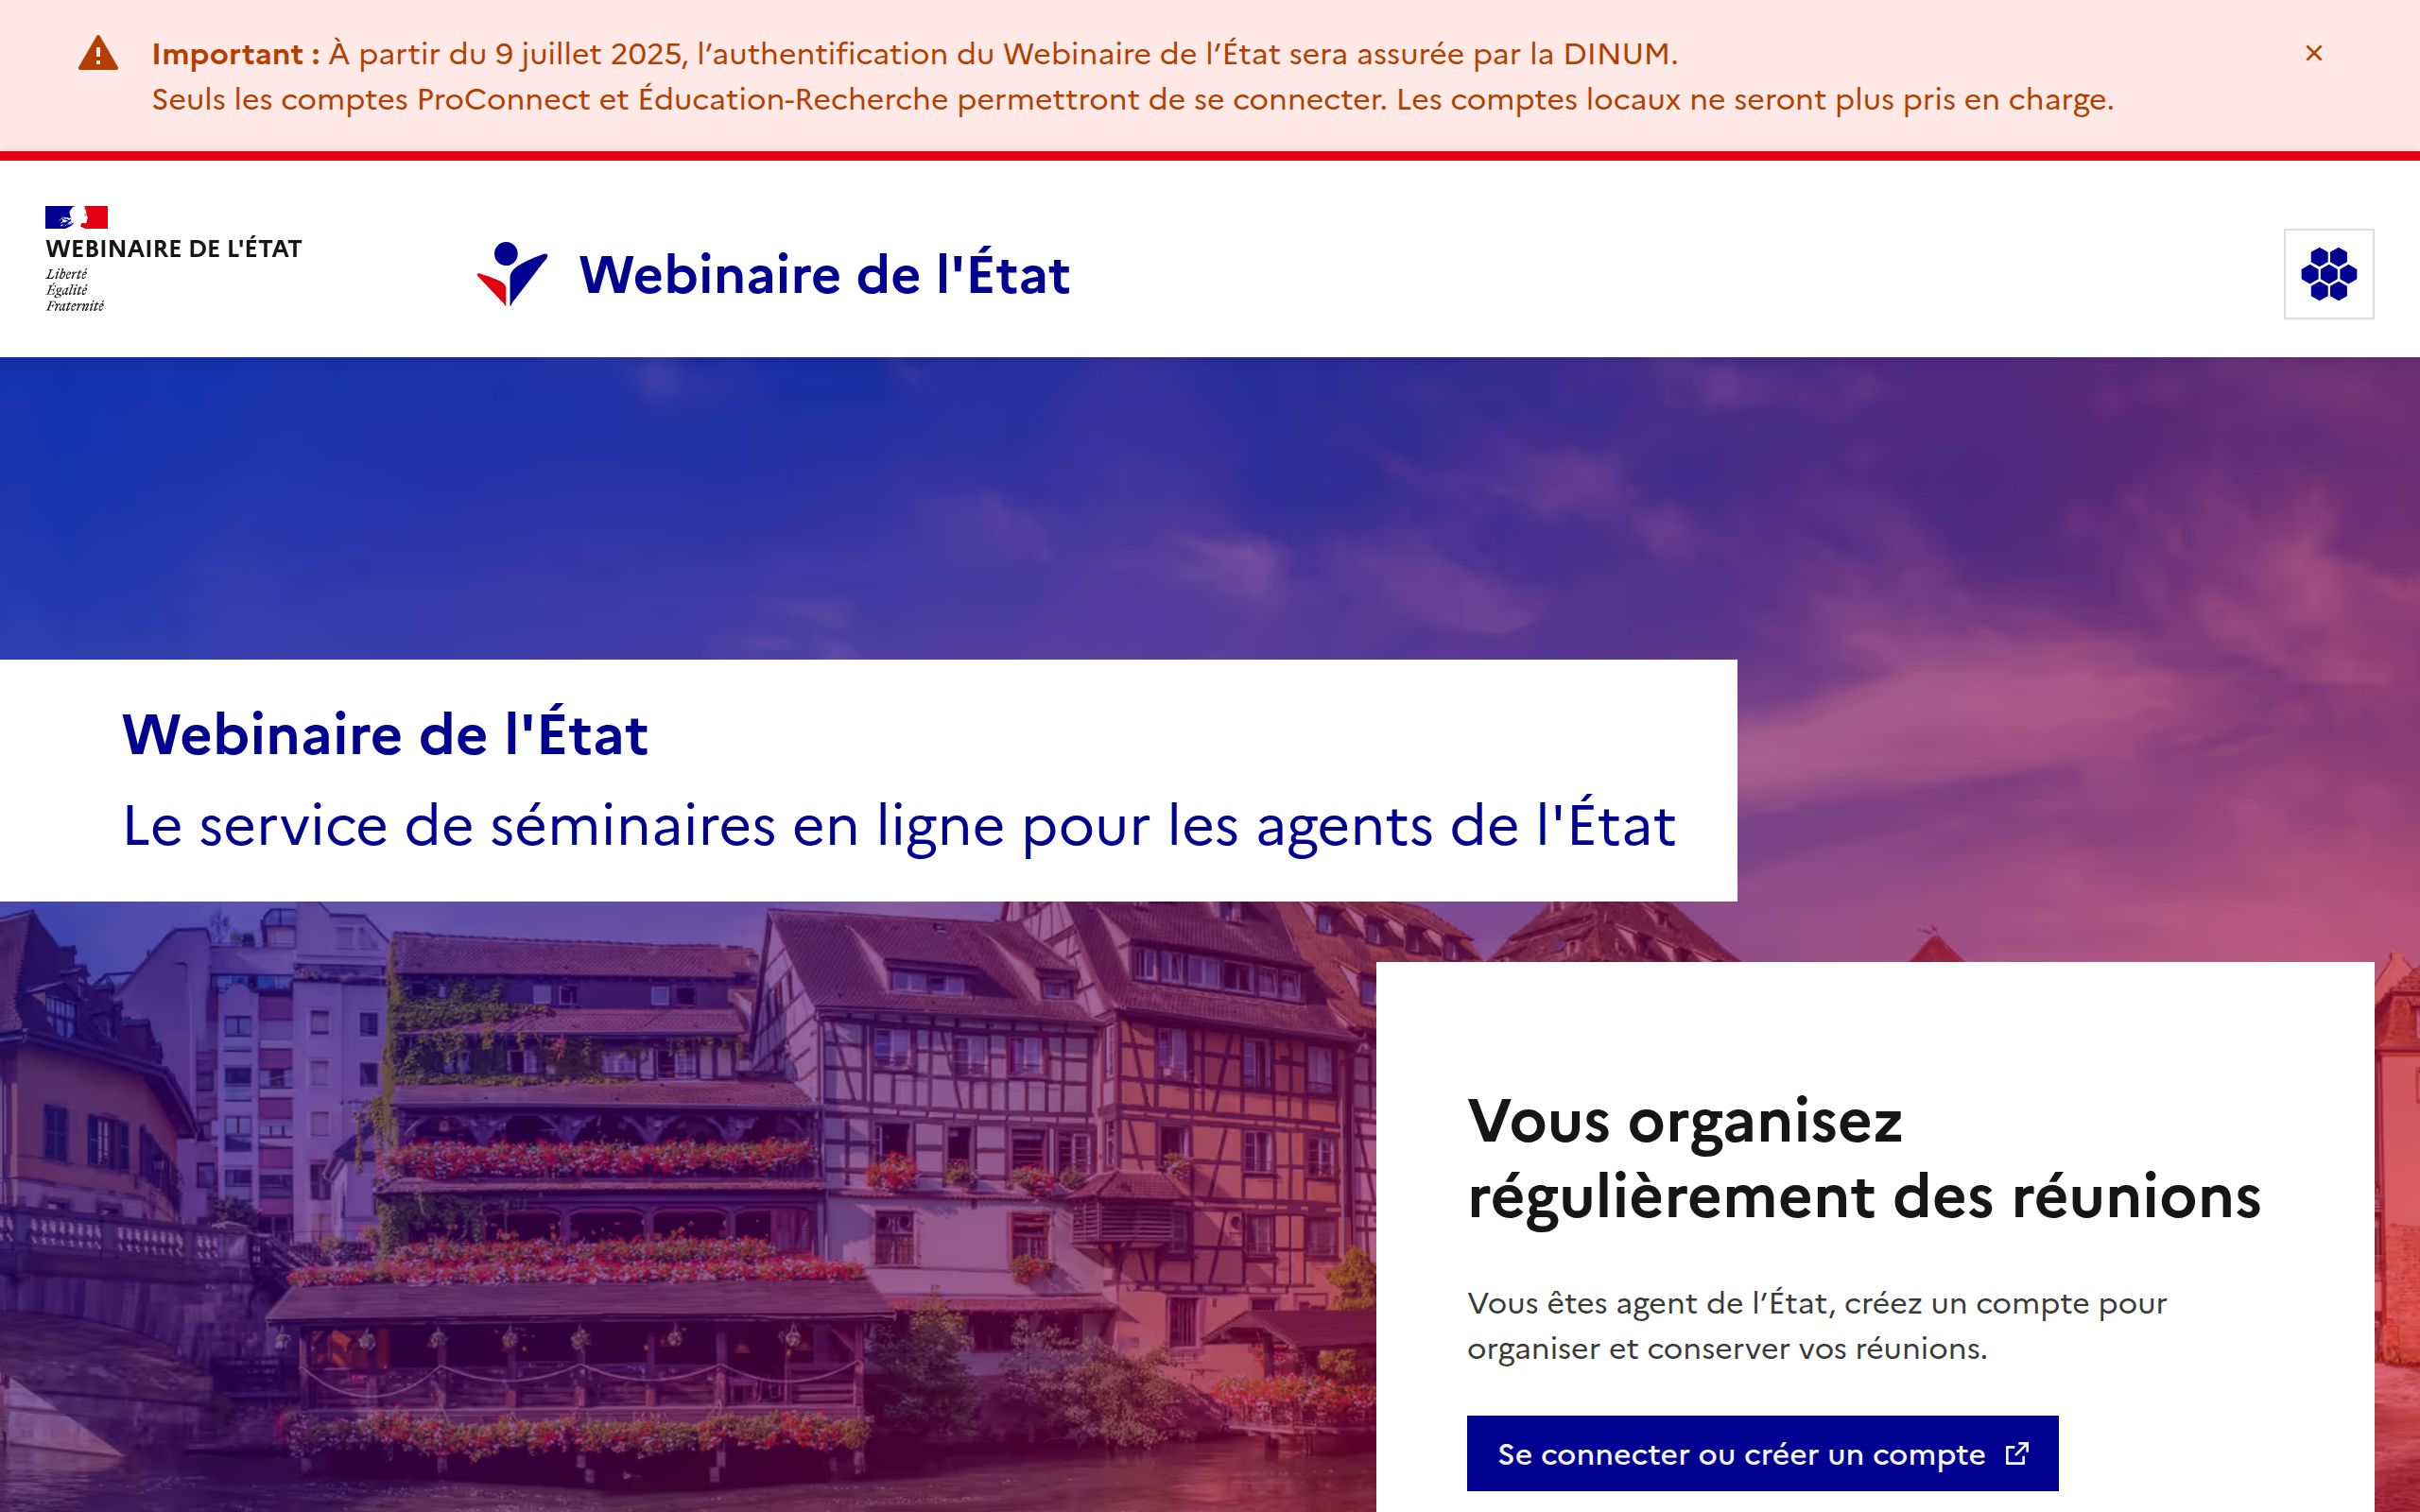 Important : À partir du 9 juillet 2025, l’authentification du Webinaire de l’État sera assurée par la DINUM.
Seuls les comptes ProConnect et Éducation-Recherche permettront de se connecter. Les comptes locaux ne seront plus pris en charge.
WEBINAIRE DE L'ÉTAT
Liberté
Égalité
Fraternité
Webinaire de l'État
Webinaire de l'État
Le service de séminaires en ligne pour les agents de l'État
Vous organisez
régulièrement des réunions
Vous êtes agent de l’État, créez un compte pour
organiser et conserver vos réunions.
Se connecter ou créer un compte